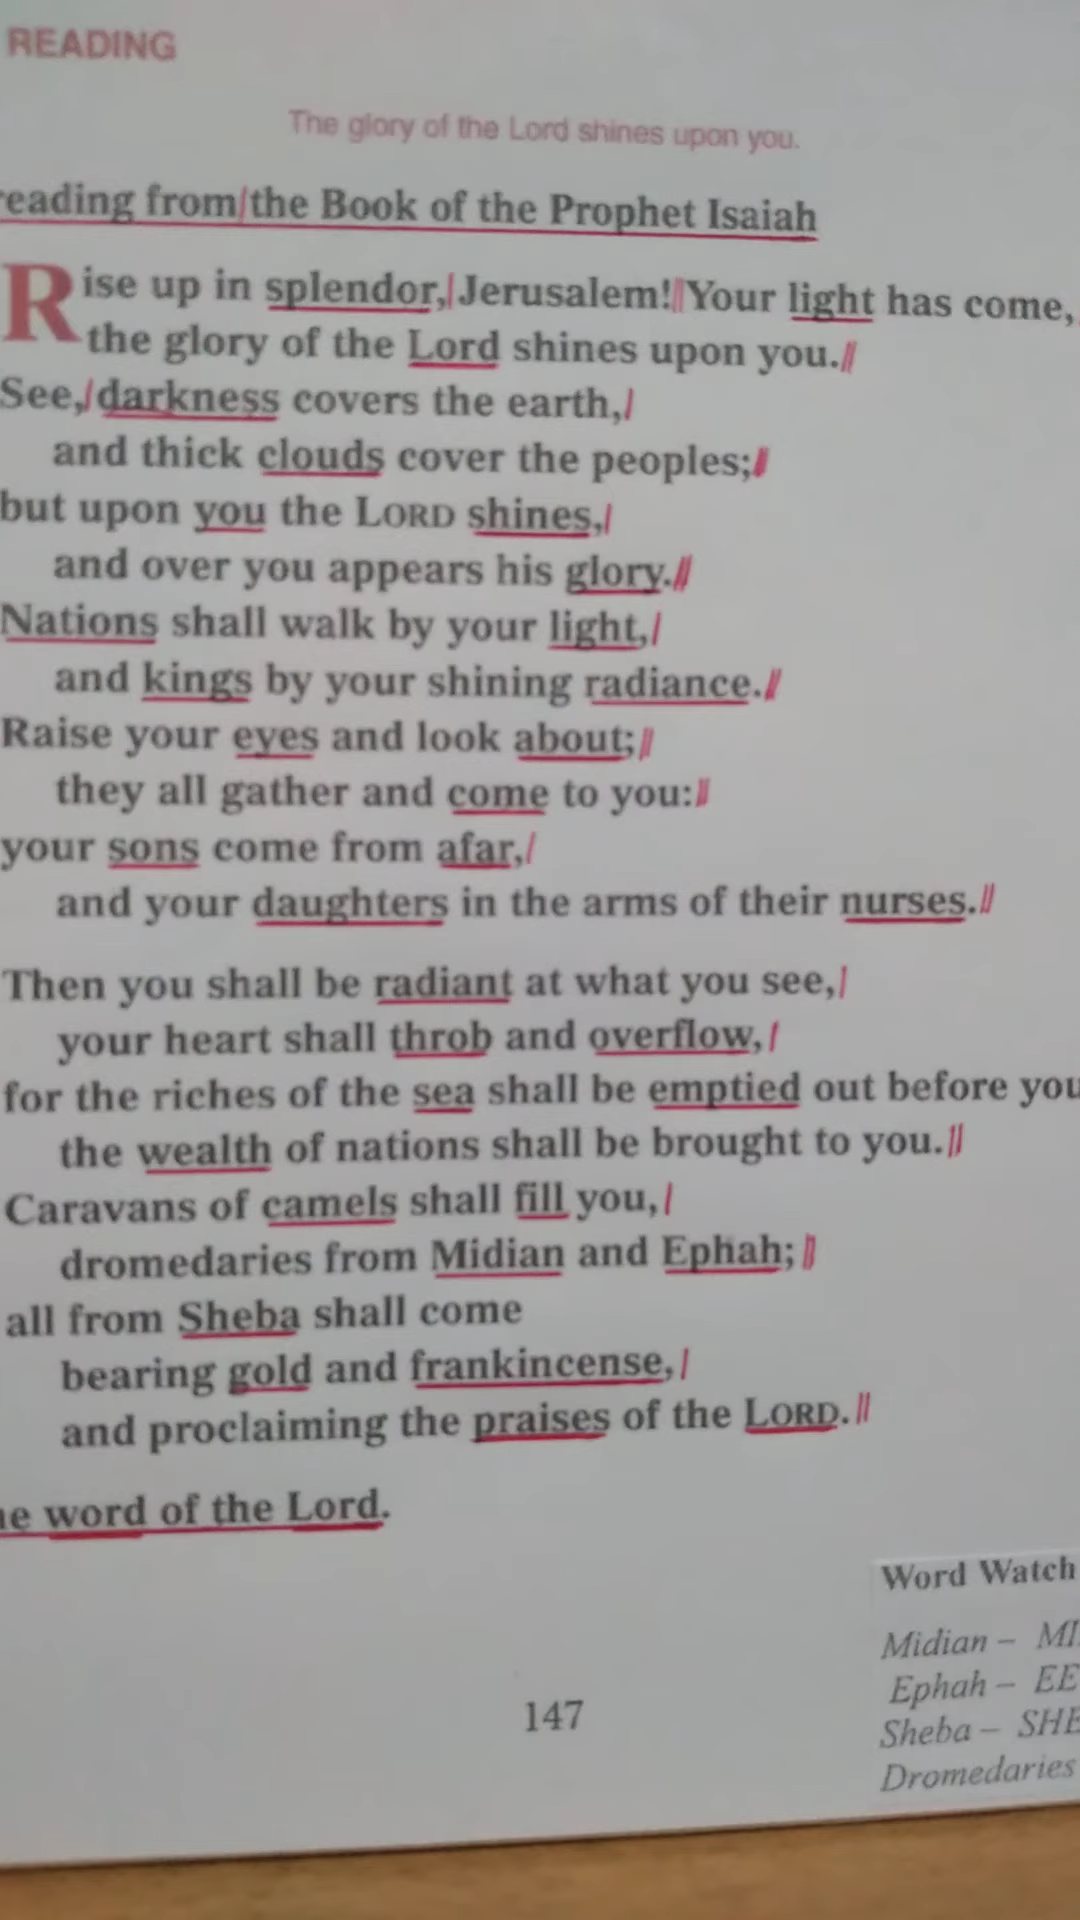 READING
The glory of the Lord shines upon you.
reading from the Book of the Prophet Isaiah
Rise up in splendor, Jerusalem! Your light has come,
the glory of the Lord shines upon you.
See, darkness covers the earth,
and thick clouds cover the peoples;
but upon you the LORD shines,
and over you appears his glory.
Nations shall walk by your light,
and kings by your shining radiance.
Raise your eyes and look about;
they all gather and come to you:
your sons come from afar,
and your daughters in the arms of their nurses.
Then you shall be radiant at what you see,
your heart shall throb and overflow,
for the riches of the sea shall be emptied out before you
the wealth of nations shall be brought to you.
Caravans of camels shall fill you,
dromedaries from Midian and Ephah;
all from Sheba shall come
bearing gold and frankincense,
and proclaiming the praises of the LORD.
word of the Lord.
Word Watch
Midian –
Ephah –
Sheba –
Dromedaries
147